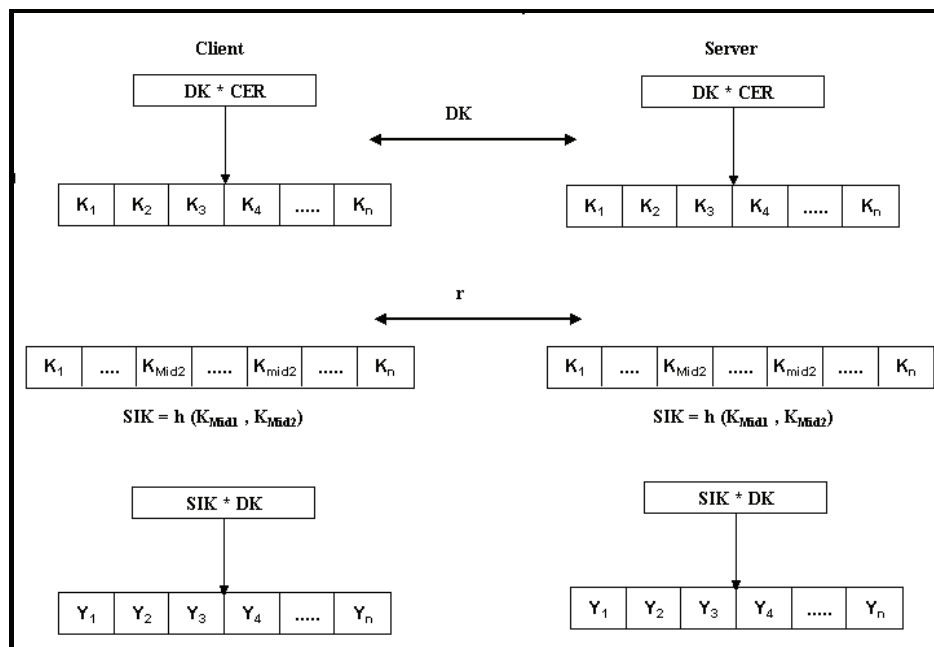 Client Server
DK * CER DK * CER
DK
K1 K2 K3 K4 ..... Kn K1 K2 K3 K4 ..... Kn
r
K1 .... KMid2 ..... Kmid2 ..... Kn K1 .... KMid2 ..... Kmid2 ..... Kn
SIK = h (KMid1 , KMid2) SIK = h (KMid1 , KMid2)
SIK * DK SIK * DK
Y1 Y2 Y3 Y4 ..... Yn Y1 Y2 Y3 Y4 ..... Yn